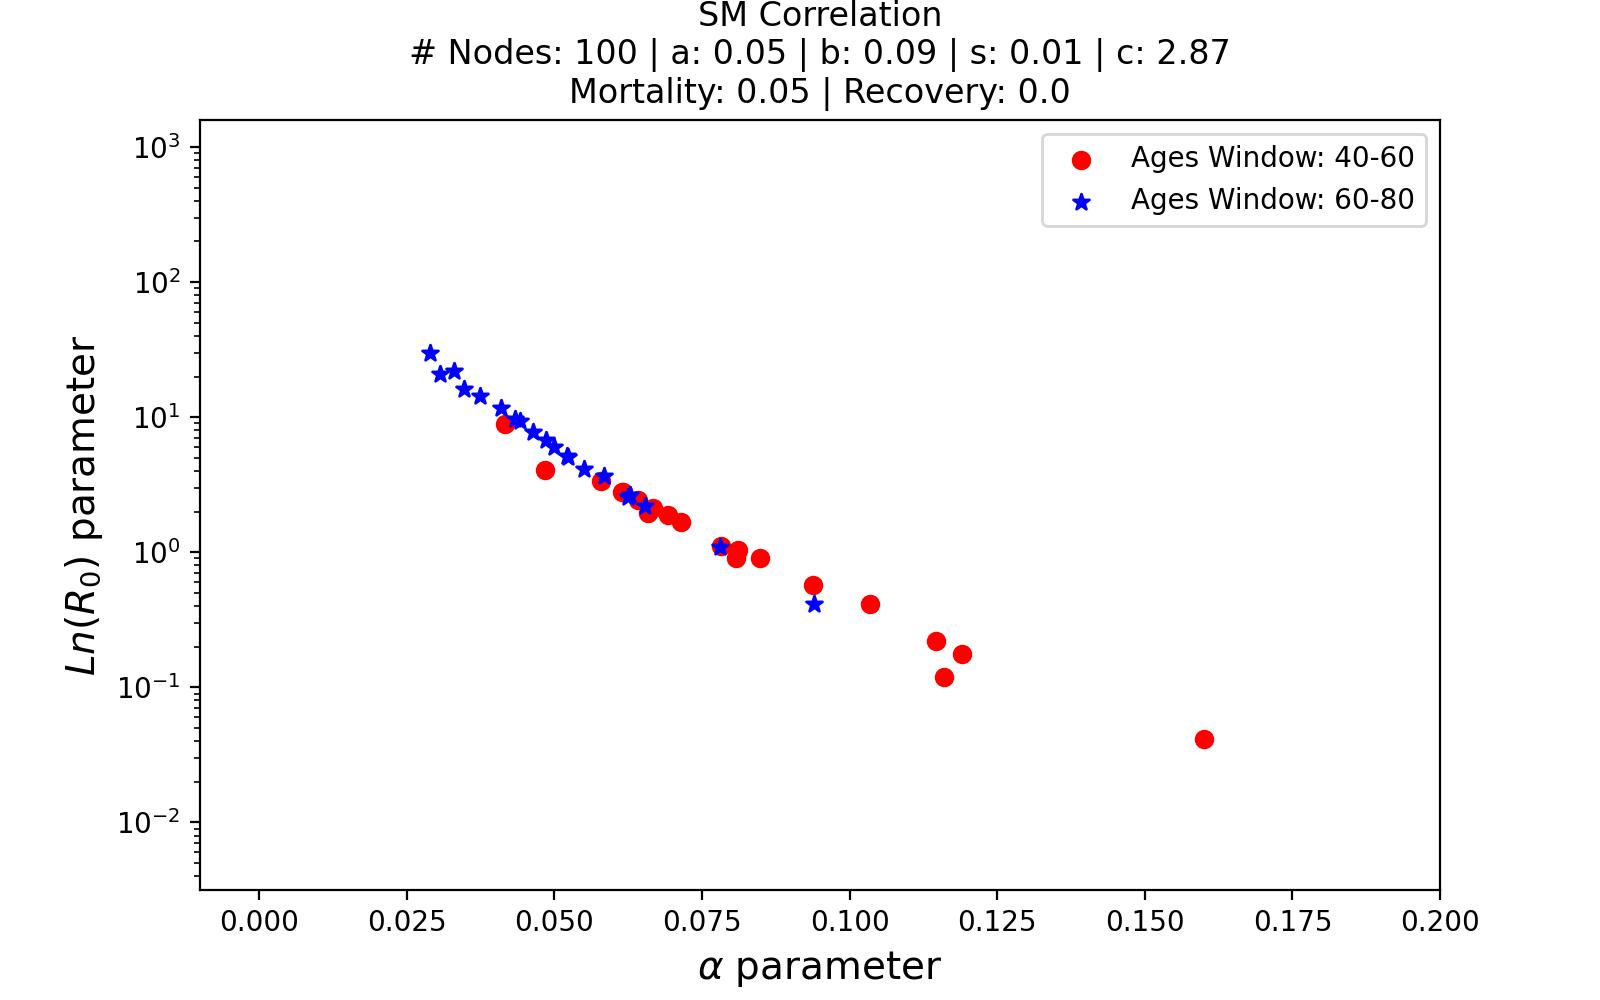 SM Correlation
# Nodes: 100 | a: 0.05 | b: 0.09 | s: 0.01 | c: 2.87
Mortality: 0.05 | Recovery: 0.0
Ages Window: 40-60
Ages Window: 60-80
10³
10²
10¹
10⁰
10⁻¹
10⁻²
Ln(R₀) parameter
0.000 0.025 0.050 0.075 0.100 0.125 0.150 0.175 0.200
α parameter